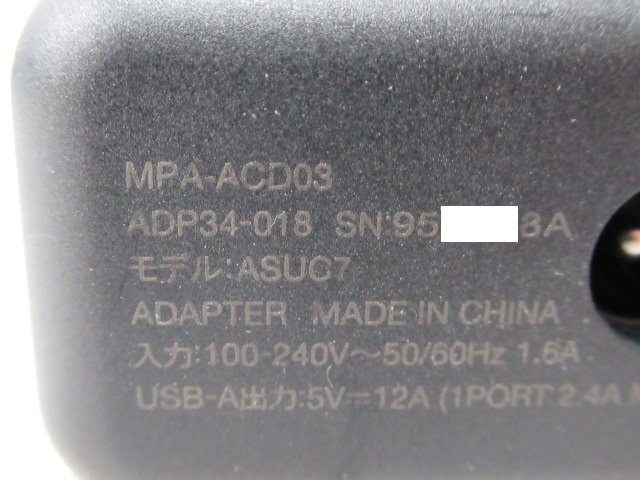 MPA-ACD03
ADP34-018 SN:95 3A
モデル:ASUC7
ADAPTER MADE IN CHINA
入力:100-240V～50/60Hz 1.6A
USB-A出力:5V⎓12A (1PORT 2.4A